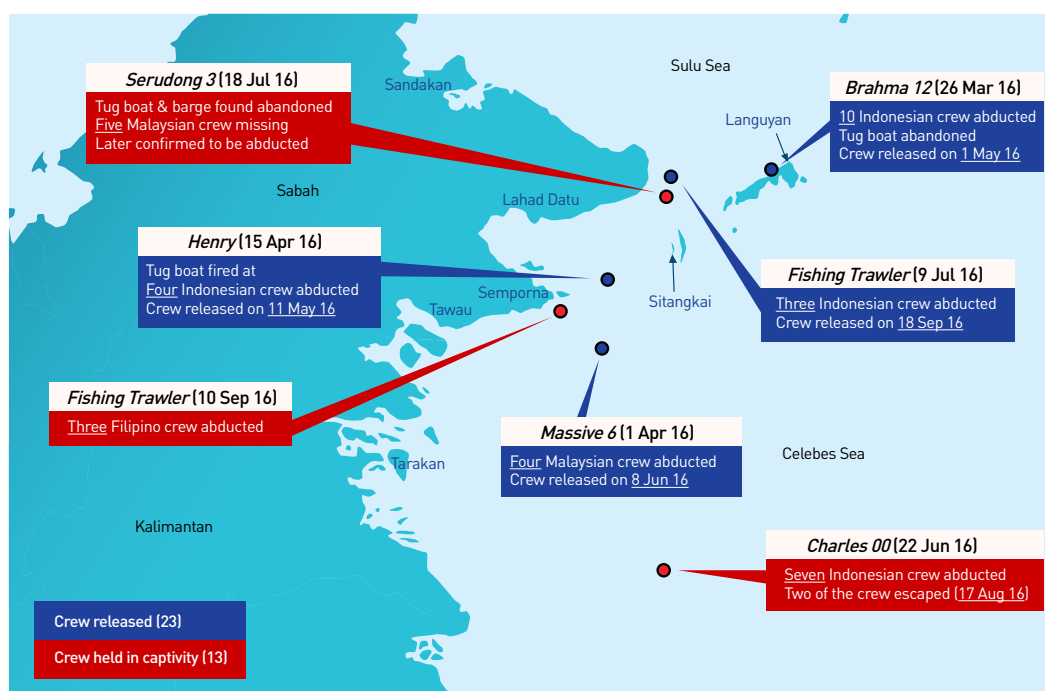 Sulu Sea
Serudong 3 (18 Jul 16)
Tug boat & barge found abandoned
Five Malaysian crew missing
Later confirmed to be abducted
Sandakan
Brahma 12 (26 Mar 16)
10 Indonesian crew abducted
Tug boat abandoned
Crew released on 1 May 16
Languyan
Sabah
Lahad Datu
Henry (15 Apr 16)
Tug boat fired at
Four Indonesian crew abducted
Crew released on 11 May 16
Semporna
Tawau
Sitangkai
Fishing Trawler (9 Jul 16)
Three Indonesian crew abducted
Crew released on 18 Sep 16
Fishing Trawler (10 Sep 16)
Three Filipino crew abducted
Massive 6 (1 Apr 16)
Four Malaysian crew abducted
Crew released on 8 Jun 16
Celebes Sea
Tarakan
Kalimantan
Charles 00 (22 Jun 16)
Seven Indonesian crew abducted
Two of the crew escaped (17 Aug 16)
Crew released (23)
Crew held in captivity (13)